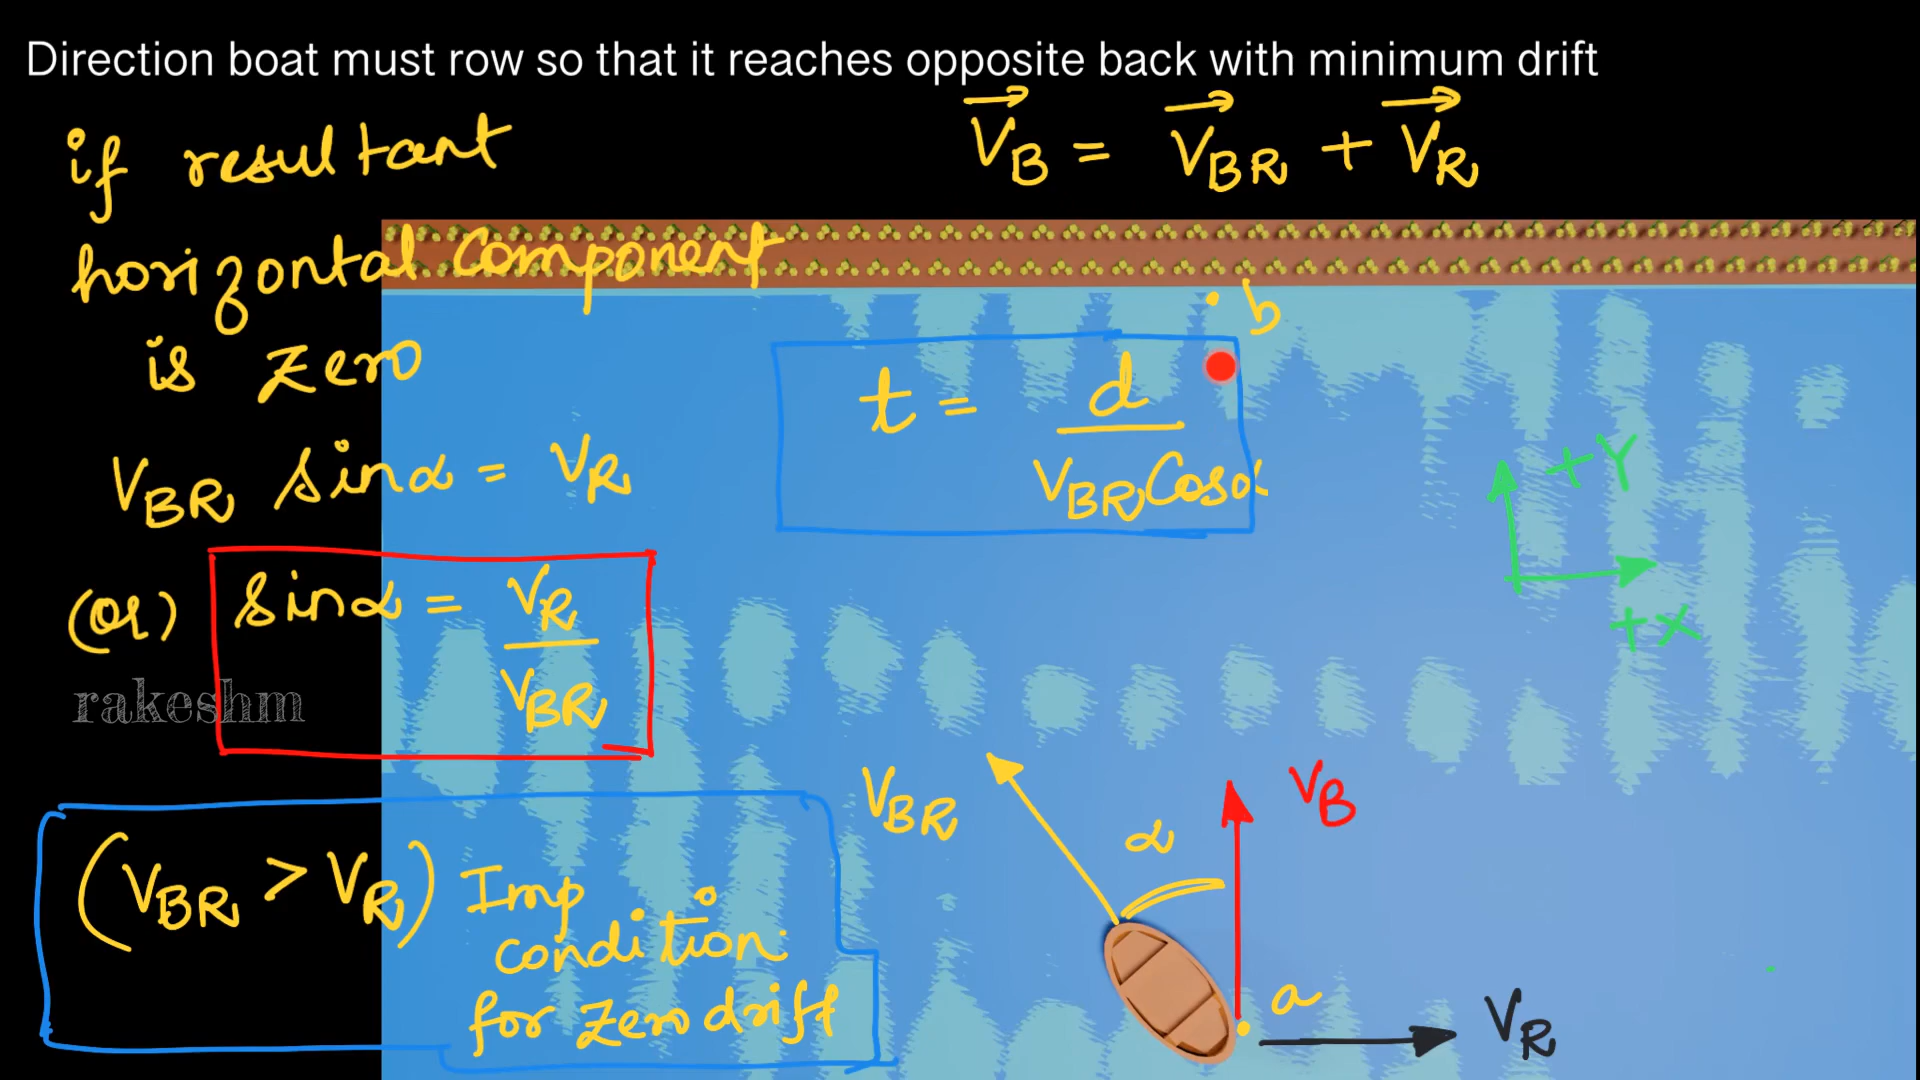 Direction boat must row so that it reaches opposite back with minimum drift
V⃗_B = V⃗_BR + V⃗_R
if resultant
horizontal component
is zero
V_BR sinα = V_R
(or) sinα = V_R / V_BR
rakeshm
(V_BR > V_R) Imp
condition
for zero drift
b
t = d / V_BR Cosα
+Y
+X
V_BR
α
V_B
a
V_R